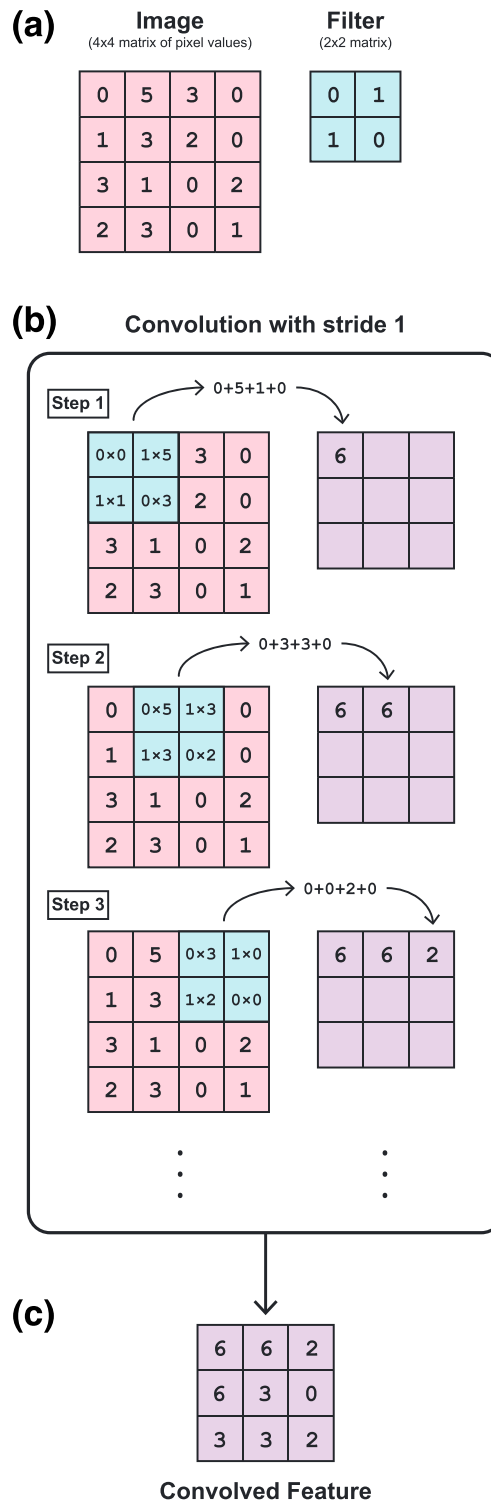 (a) Image Filter
(4x4 matrix of pixel values) (2x2 matrix)
0 5 3 0 0 1
1 3 2 0 1 0
3 1 0 2
2 3 0 1
(b) Convolution with stride 1
Step 1 0+5+1+0
0×0 1×5 3 0 6
1×1 0×3 2 0
3 1 0 2
2 3 0 1
Step 2 0+3+3+0
0 0×5 1×3 0 6 6
1 1×3 0×2 0
3 1 0 2
2 3 0 1
Step 3 0+0+2+0
0 5 0×3 1×0 6 6 2
1 3 1×2 0×0
3 1 0 2
2 3 0 1
(c)
6 6 2
6 3 0
3 3 2
Convolved Feature